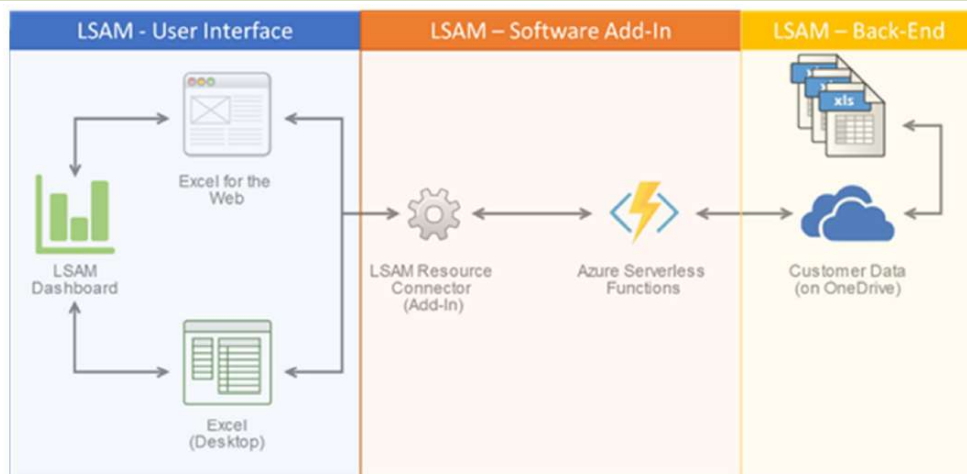 LSAM - User Interface
LSAM – Software Add-In
LSAM – Back-End
Excel for the
Web
LSAM
Dashboard
Excel
(Desktop)
LSAM Resource
Connector
(Add-In)
Azure Serverless
Functions
xls
Customer Data
(on OneDrive)